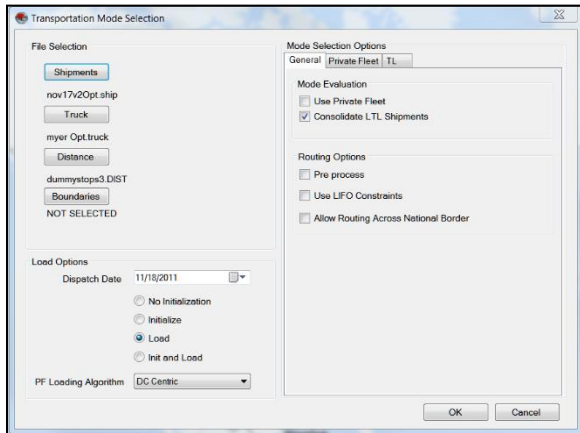 Transportation Mode Selection
File Selection
Shipments
nov17v2Opt.ship
Truck
myer Opt.truck
Distance
dummystops3.DIST
Boundaries
NOT SELECTED
Load Options
Dispatch Date 11/18/2011
No Initialization
Initialize
Load
Init and Load
PF Loading Algorithm DC Centric
Mode Selection Options
General Private Fleet TL
Mode Evaluation
Use Private Fleet
Consolidate LTL Shipments
Routing Options
Pre process
Use LIFO Constraints
Allow Routing Across National Border
OK Cancel